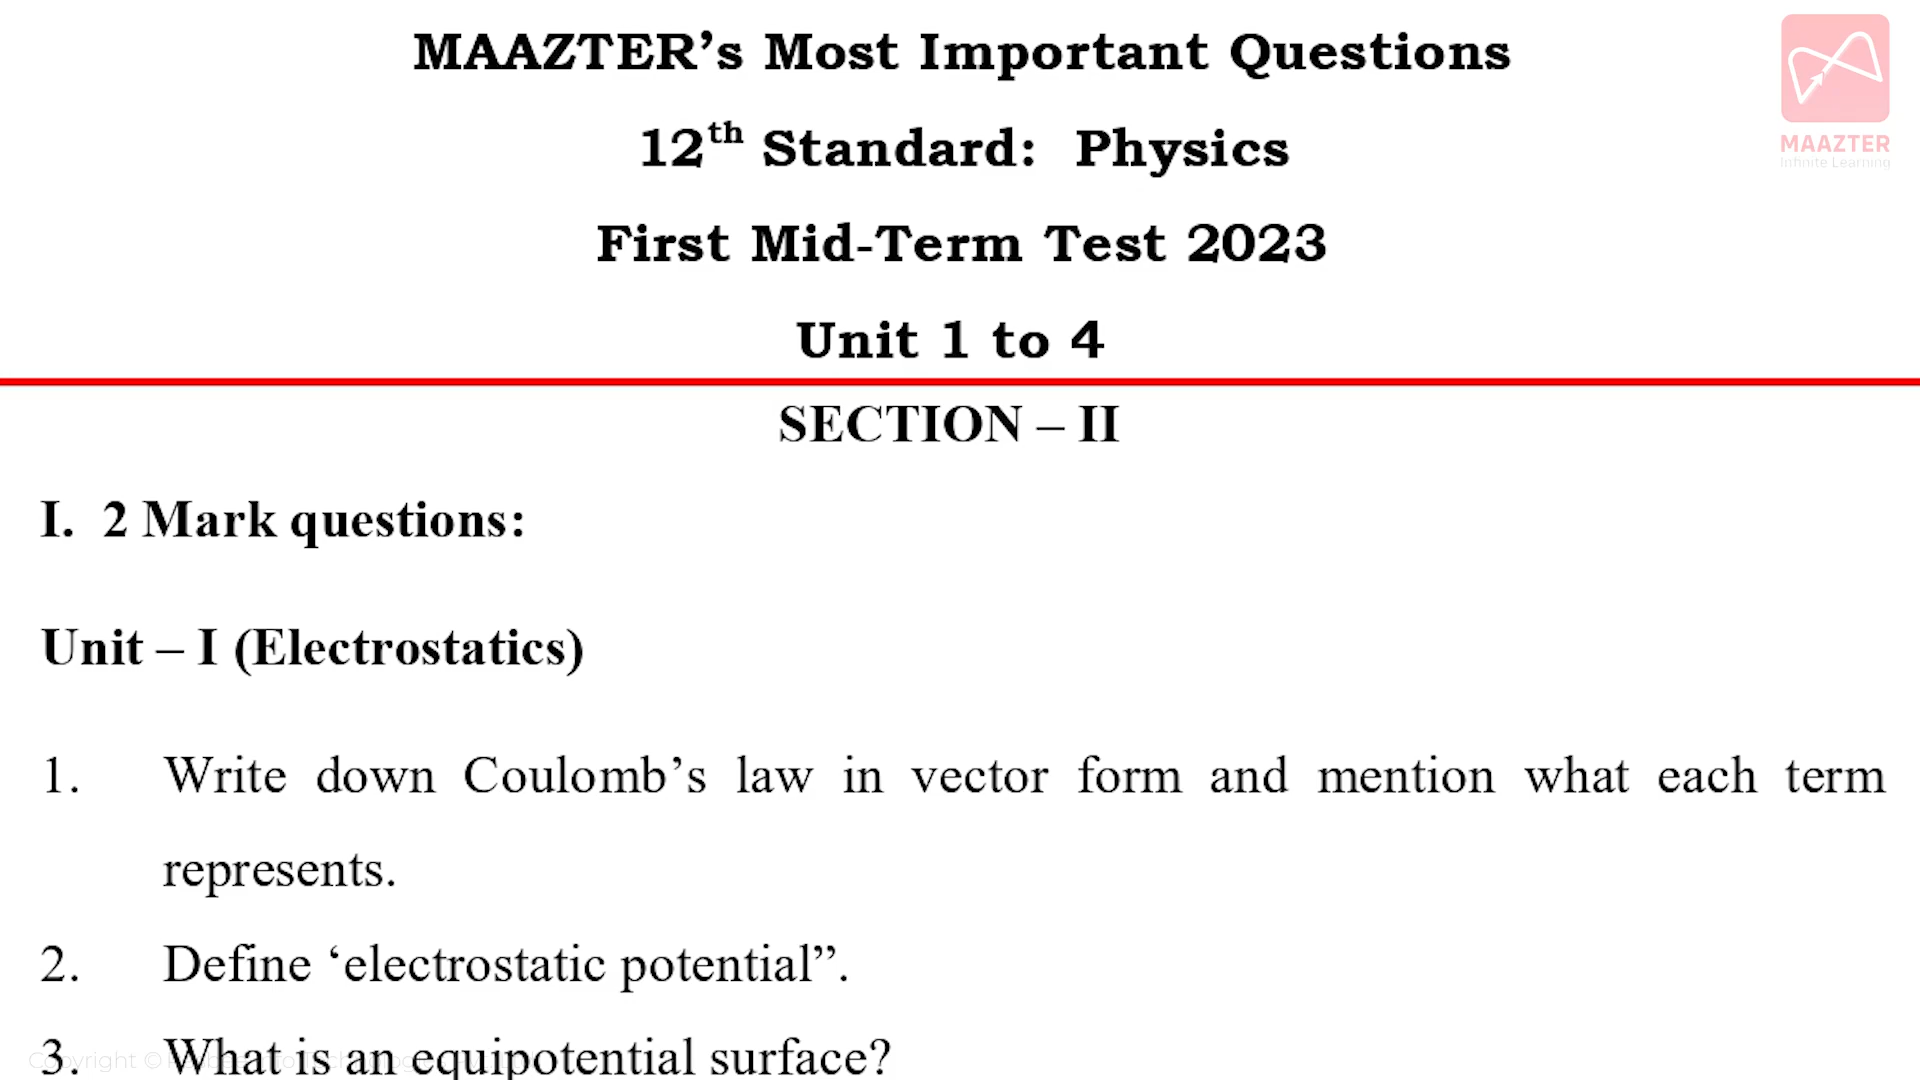 MAAZTER’s Most Important Questions
12th Standard: Physics
First Mid-Term Test 2023
Unit 1 to 4
MAAZTER
Infinite Learning
SECTION – II
I. 2 Mark questions:
Unit – I (Electrostatics)
1. Write down Coulomb’s law in vector form and mention what each term
represents.
2. Define ‘electrostatic potential”.
3. What is an equipotential surface?
Copyright ©